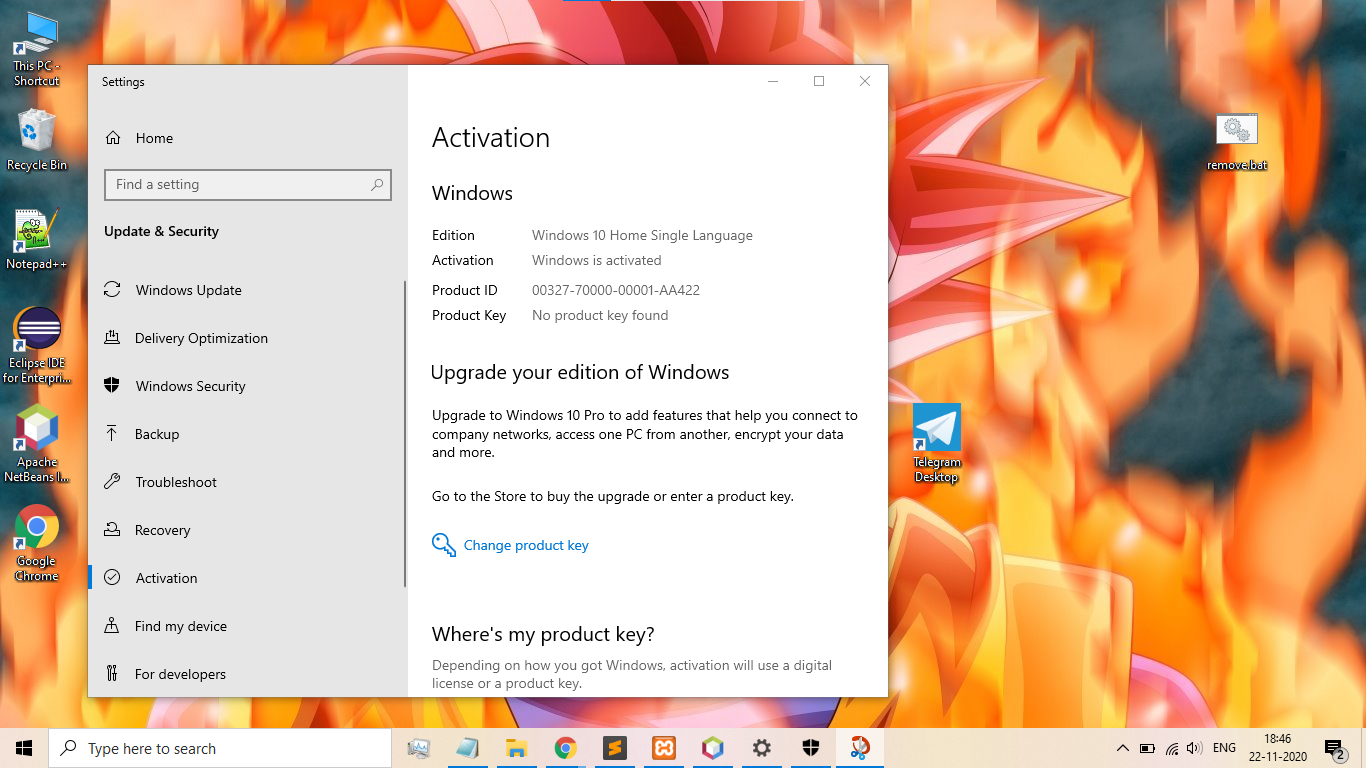 This PC -
Shortcut
Recycle Bin
Notepad++
Eclipse IDE
for Enterpri...
Apache
NetBeans I...
Google
Chrome
Settings
Home
Find a setting
Update & Security
Windows Update
Delivery Optimization
Windows Security
Backup
Troubleshoot
Recovery
Activation
Find my device
For developers
Activation
Windows
Edition Windows 10 Home Single Language
Activation Windows is activated
Product ID 00327-70000-00001-AA422
Product Key No product key found
Upgrade your edition of Windows
Upgrade to Windows 10 Pro to add features that help you connect to
company networks, access one PC from another, encrypt your data
and more.
Go to the Store to buy the upgrade or enter a product key.
Change product key
Where's my product key?
Depending on how you got Windows, activation will use a digital
license or a product key.
remove.bat
Telegram
Desktop
Type here to search
ENG
18:46
22-11-2020
2